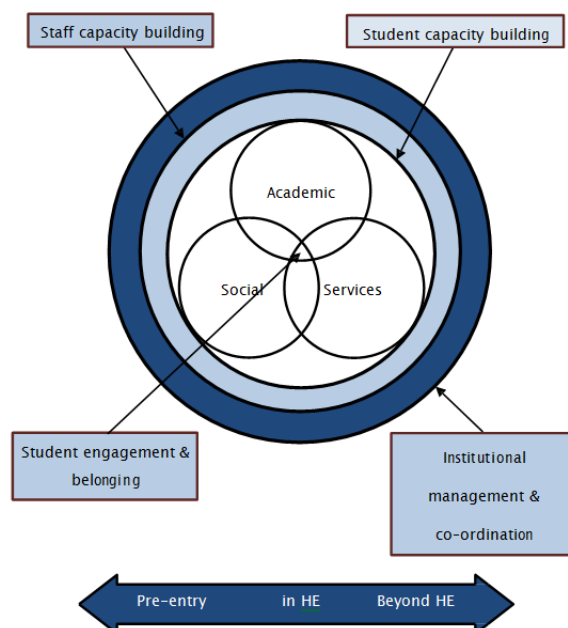 Staff capacity building
Student capacity building
Academic
Social
Services
Student engagement &
belonging
Institutional
management &
co-ordination
Pre-entry in HE Beyond HE